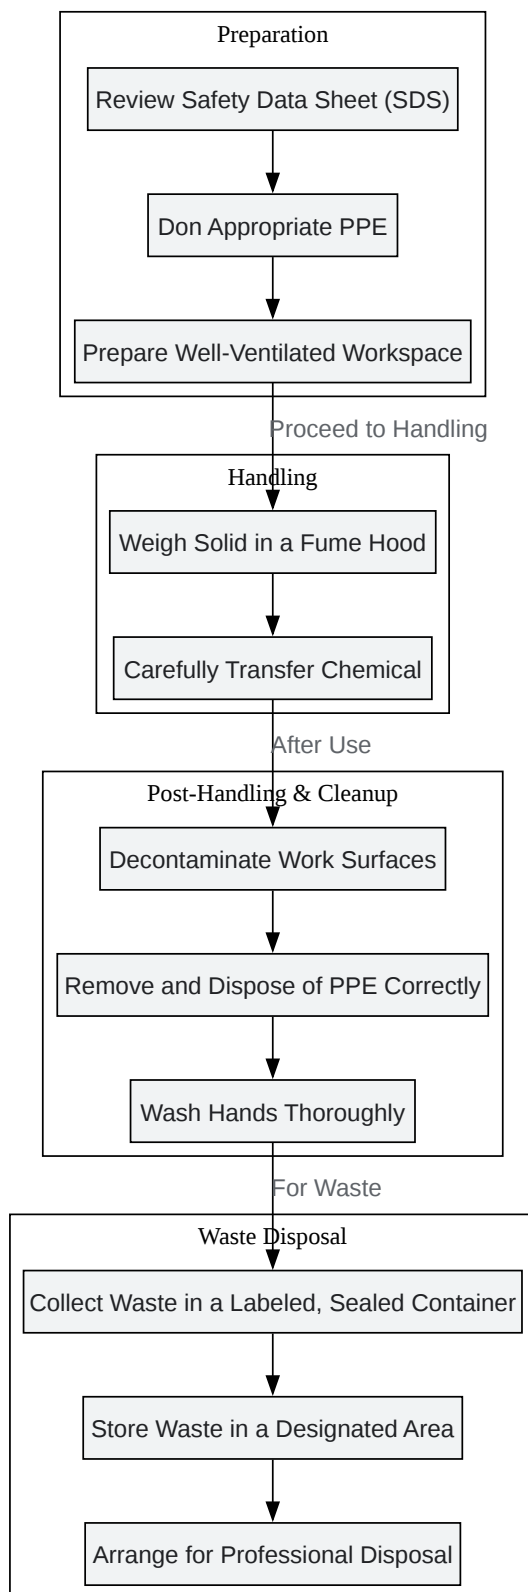 Preparation
Review Safety Data Sheet (SDS)
Don Appropriate PPE
Prepare Well-Ventilated Workspace
Proceed to Handling
Handling
Weigh Solid in a Fume Hood
Carefully Transfer Chemical
After Use
Post-Handling & Cleanup
Decontaminate Work Surfaces
Remove and Dispose of PPE Correctly
Wash Hands Thoroughly
For Waste
Waste Disposal
Collect Waste in a Labeled, Sealed Container
Store Waste in a Designated Area
Arrange for Professional Disposal